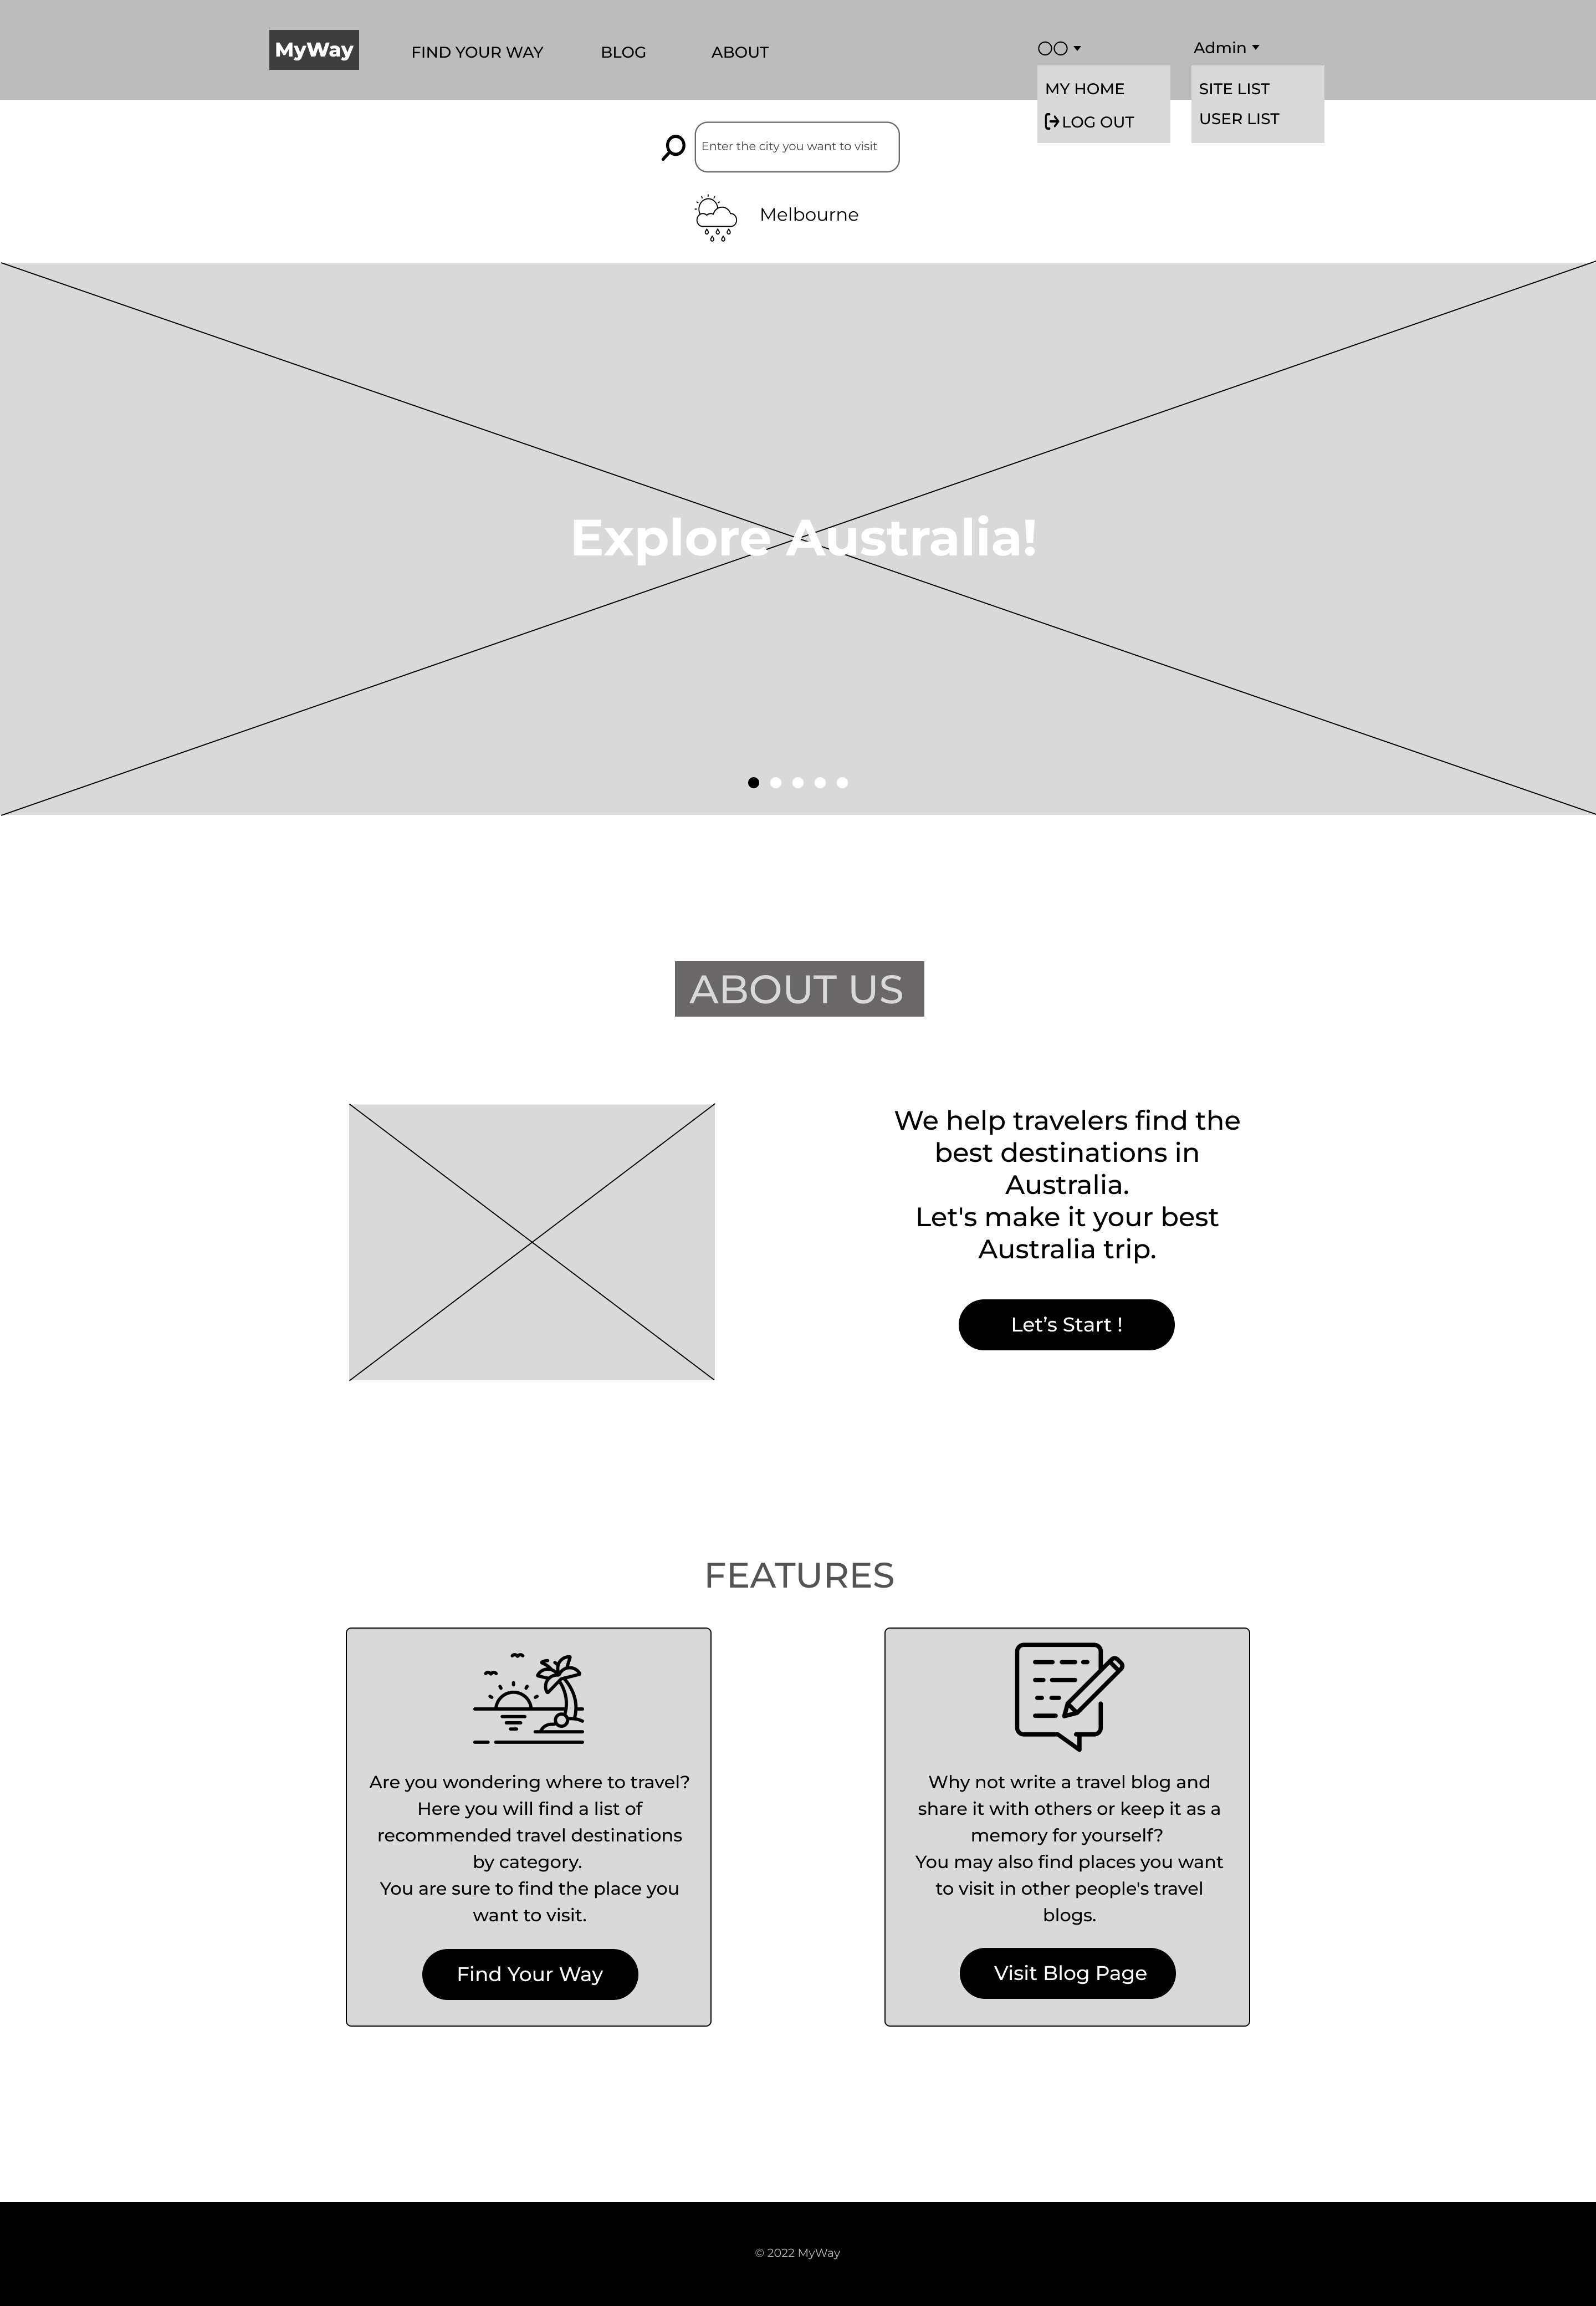 MyWay
FIND YOUR WAY
BLOG
ABOUT
○○
Admin
MY HOME
LOG OUT
SITE LIST
USER LIST
Enter the city you want to visit
Melbourne
Explore Australia!
ABOUT US
We help travelers find the
best destinations in
Australia.
Let's make it your best
Australia trip.
Let’s Start !
FEATURES
Are you wondering where to travel?
Here you will find a list of
recommended travel destinations
by category.
You are sure to find the place you
want to visit.
Find Your Way
Why not write a travel blog and
share it with others or keep it as a
memory for yourself?
You may also find places you want
to visit in other people's travel
blogs.
Visit Blog Page
© 2022 MyWay